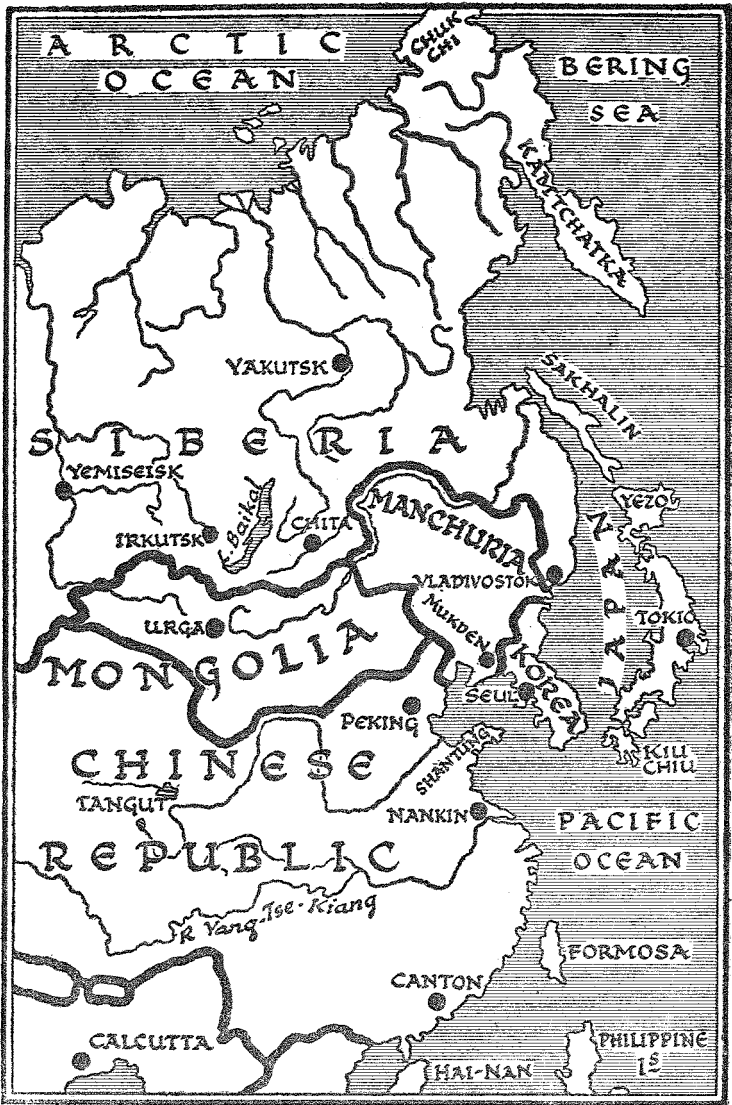 ARCTIC
OCEAN
CHUK
CHI
BERING
SEA
KAMTCHATKA
YAKUTSK
SAKHALIN
SIBERIA
YEMISEISK
L. Baikal
MANCHURIA
YEZO
CHITA
IRKUTSK
JAPAN
VLADIVOSTOK
MUKDEN
URGA
TOKIO
MONGOLIA
KOREA
SEUL
PEKING
SHANTUNG
KIU
CHIU
CHINESE
TANGUT
NANKIN
PACIFIC
OCEAN
REPUBLIC
R Yang-Tse-Kiang
FORMOSA
CANTON
CALCUTTA
PHILIPPINE
Is
HAI-NAN